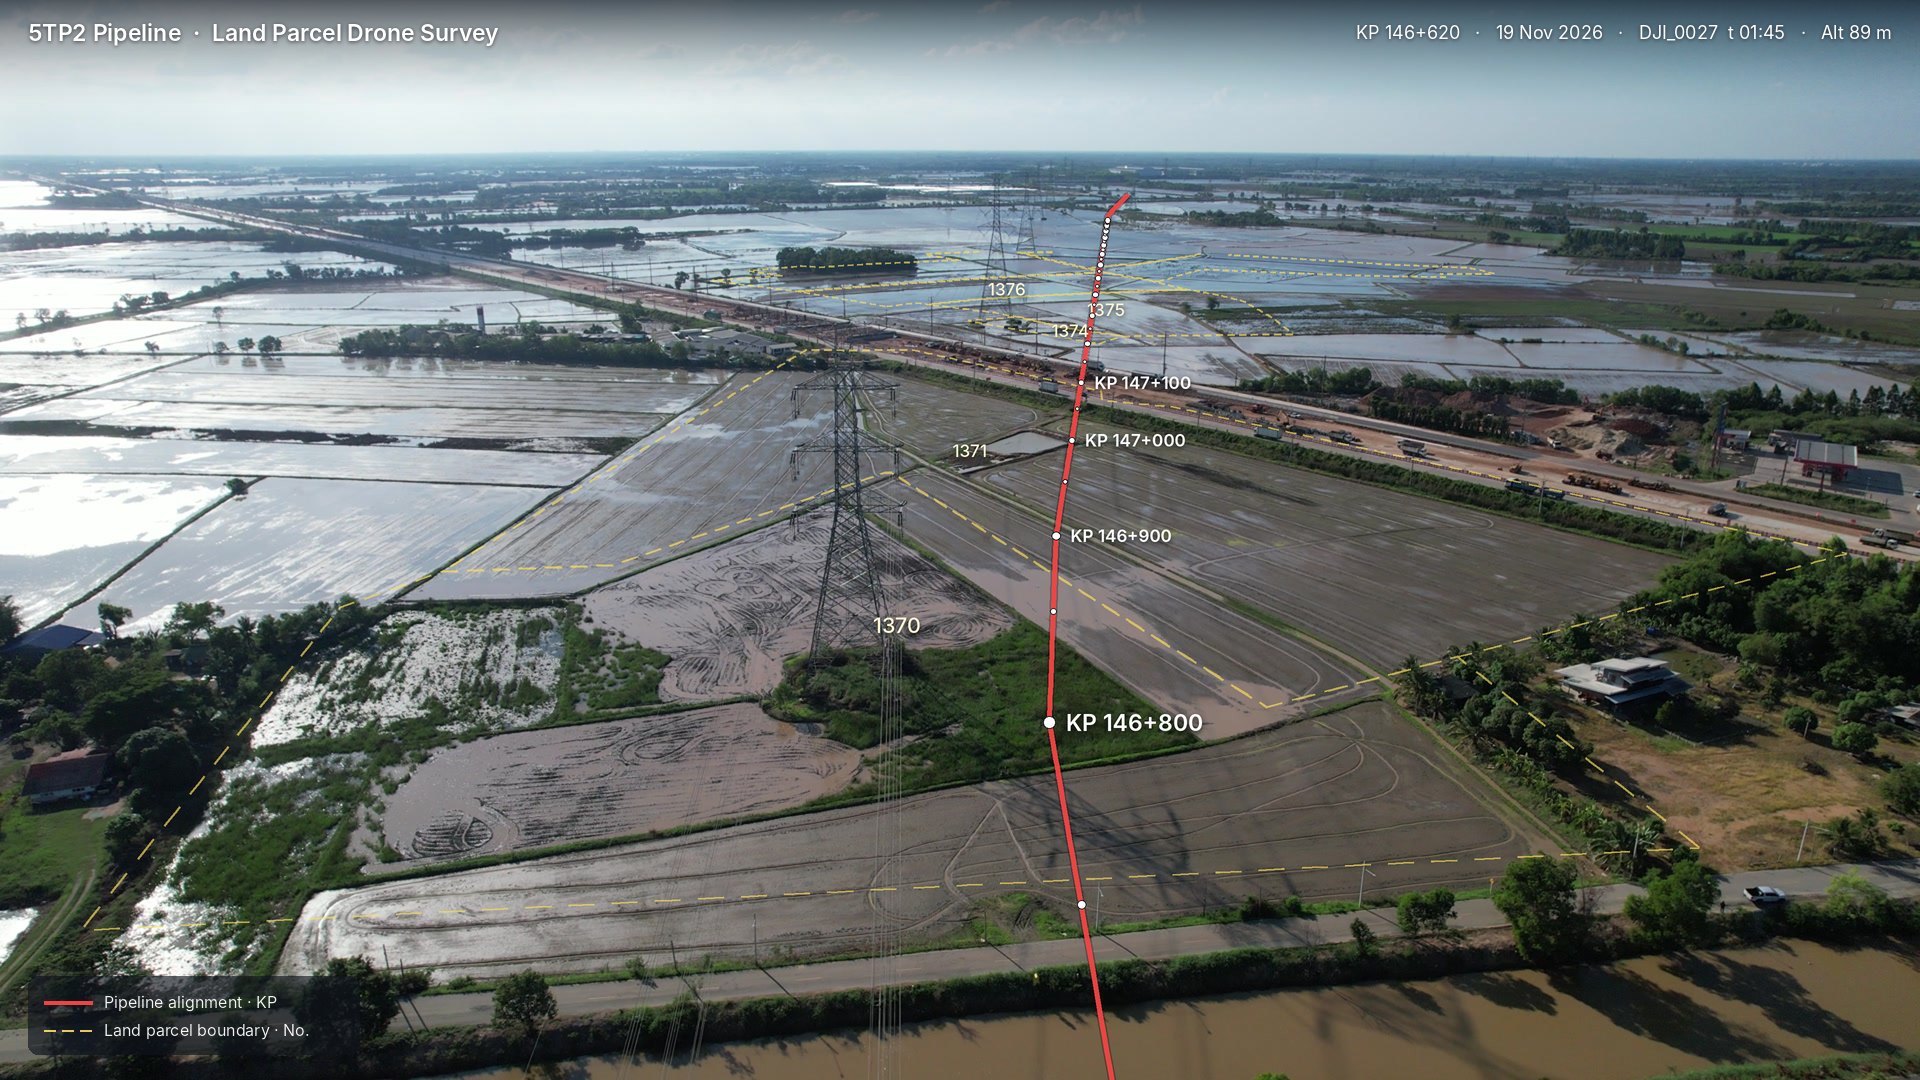 5TP2 Pipeline · Land Parcel Drone Survey
KP 146+620 · 19 Nov 2026 · DJI_0027 t 01:45 · Alt 89 m
1376
1375
1374
KP 147+100
KP 147+000
1371
KP 146+900
1370
KP 146+800
Pipeline alignment · KP
Land parcel boundary · No.